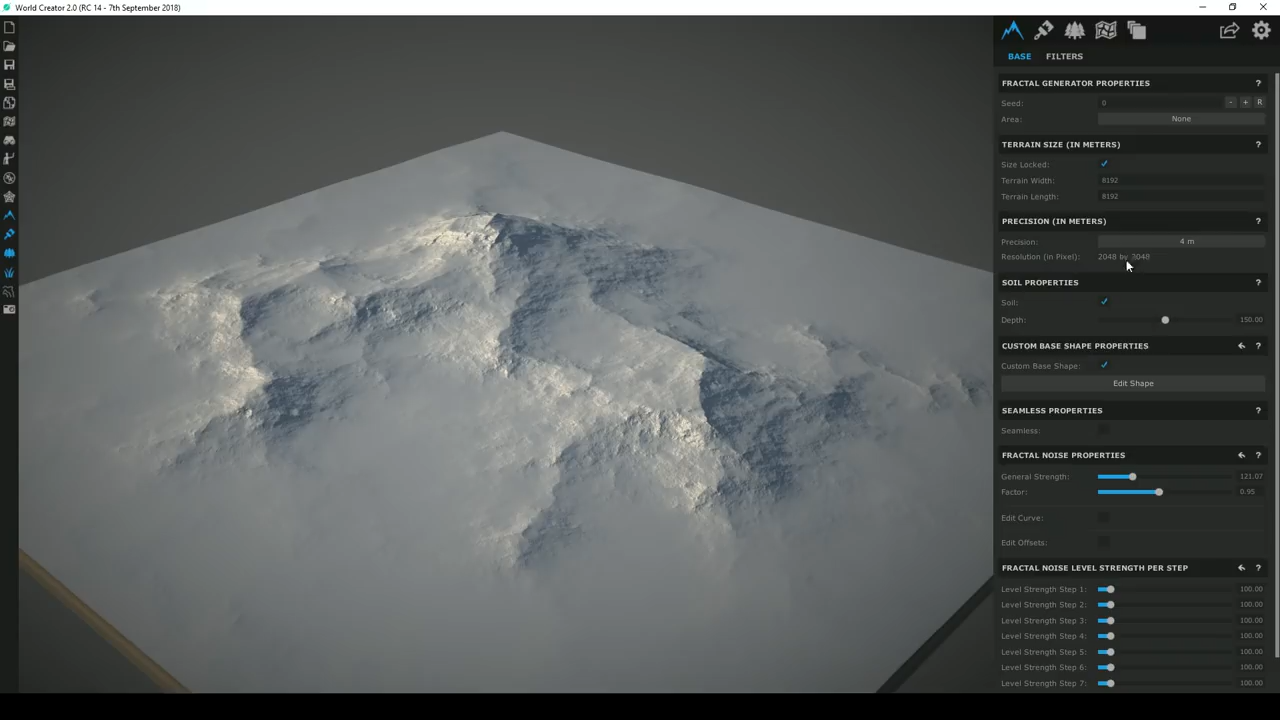 World Creator 2.0 (RC 14 - 7th September 2018)
BASE FILTERS
FRACTAL GENERATOR PROPERTIES ?
Seed: 0 - + R
Area: None
TERRAIN SIZE (IN METERS) ?
Size Locked:
Terrain Width: 8192
Terrain Length: 8192
PRECISION (IN METERS) ?
Precision: 4 m
Resolution (in Pixel): 2048 by 2048
SOIL PROPERTIES ?
Soil:
Depth: 150.00
CUSTOM BASE SHAPE PROPERTIES ?
Custom Base Shape:
Edit Shape
SEAMLESS PROPERTIES ?
Seamless:
FRACTAL NOISE PROPERTIES ?
General Strength: 121.07
Factor: 0.95
Edit Curve:
Edit Offsets:
FRACTAL NOISE LEVEL STRENGTH PER STEP ?
Level Strength Step 1: 100.00
Level Strength Step 2: 100.00
Level Strength Step 3: 100.00
Level Strength Step 4: 100.00
Level Strength Step 5: 100.00
Level Strength Step 6: 100.00
Level Strength Step 7: 100.00